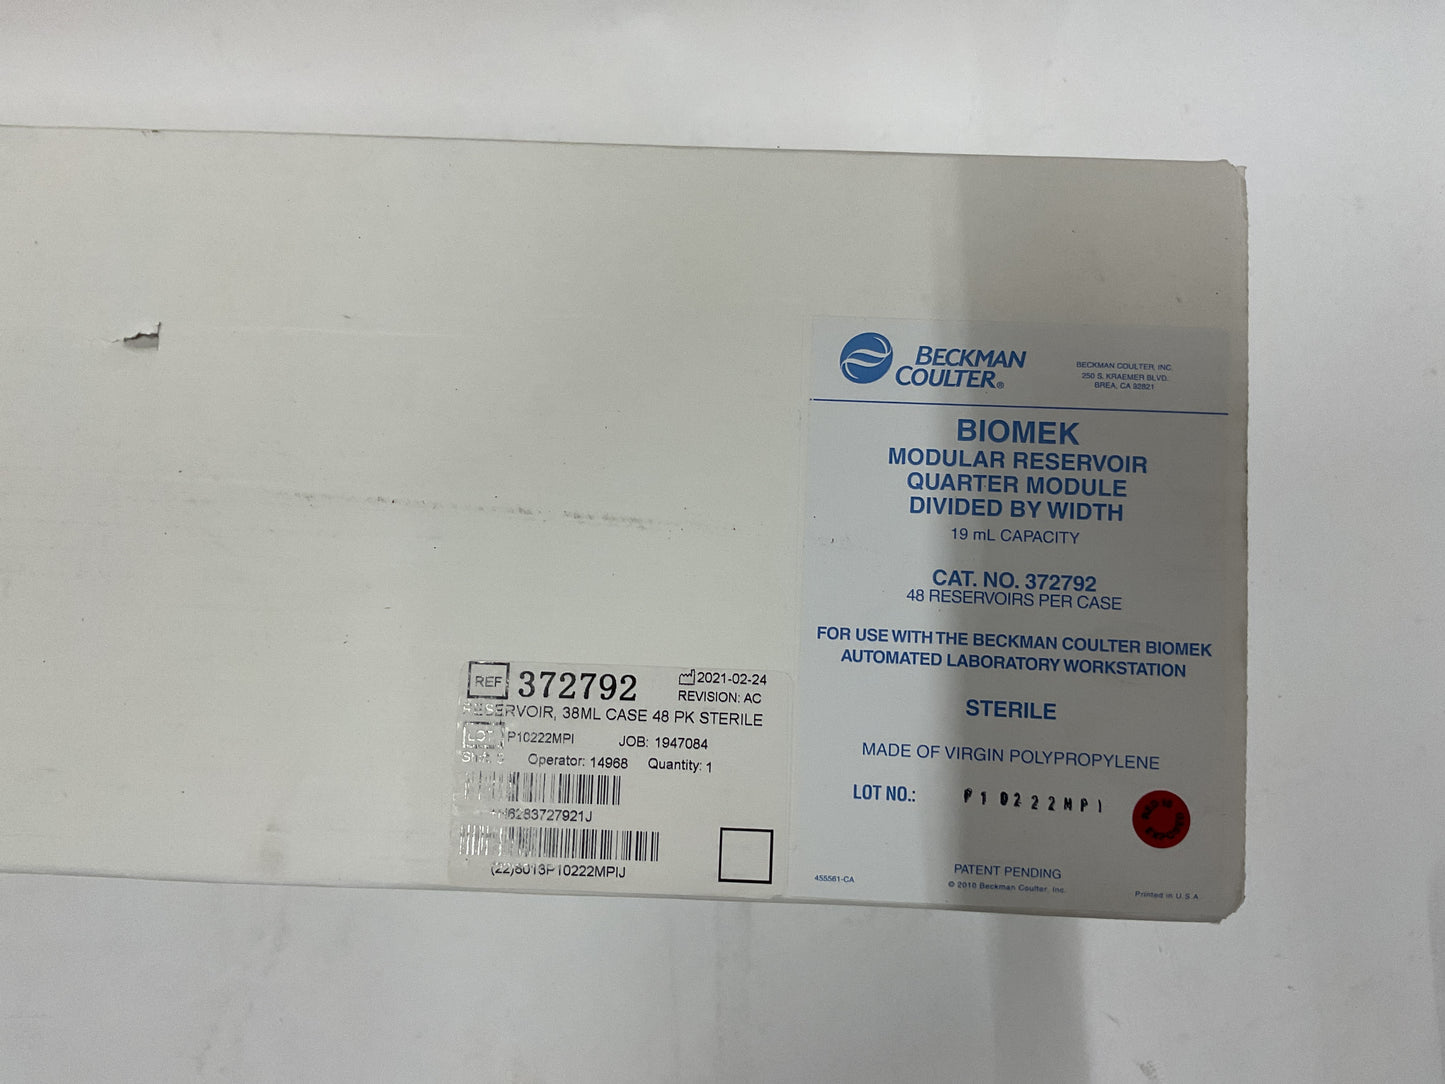 BECKMAN
COULTER®
BECKMAN COULTER, INC.
250 S. KRAEMER BLVD.
BREA, CA 92821
BIOMEK
MODULAR RESERVOIR
QUARTER MODULE
DIVIDED BY WIDTH
19 mL CAPACITY
CAT. NO. 372792
48 RESERVOIRS PER CASE
FOR USE WITH THE BECKMAN COULTER BIOMEK
AUTOMATED LABORATORY WORKSTATION
STERILE
MADE OF VIRGIN POLYPROPYLENE
LOT NO.: P10222MPI
RED IF
EXPOSED
PATENT PENDING
© 2010 Beckman Coulter, Inc.
455561-CA
Printed in U.S.A.
REF 372792
2021-02-24
REVISION: AC
RESERVOIR, 38ML CASE 48 PK STERILE
LOT P10222MPI JOB: 1947084
Operator: 14968 Quantity: 1
H6283727921J
(22)8013P10222MPIJ